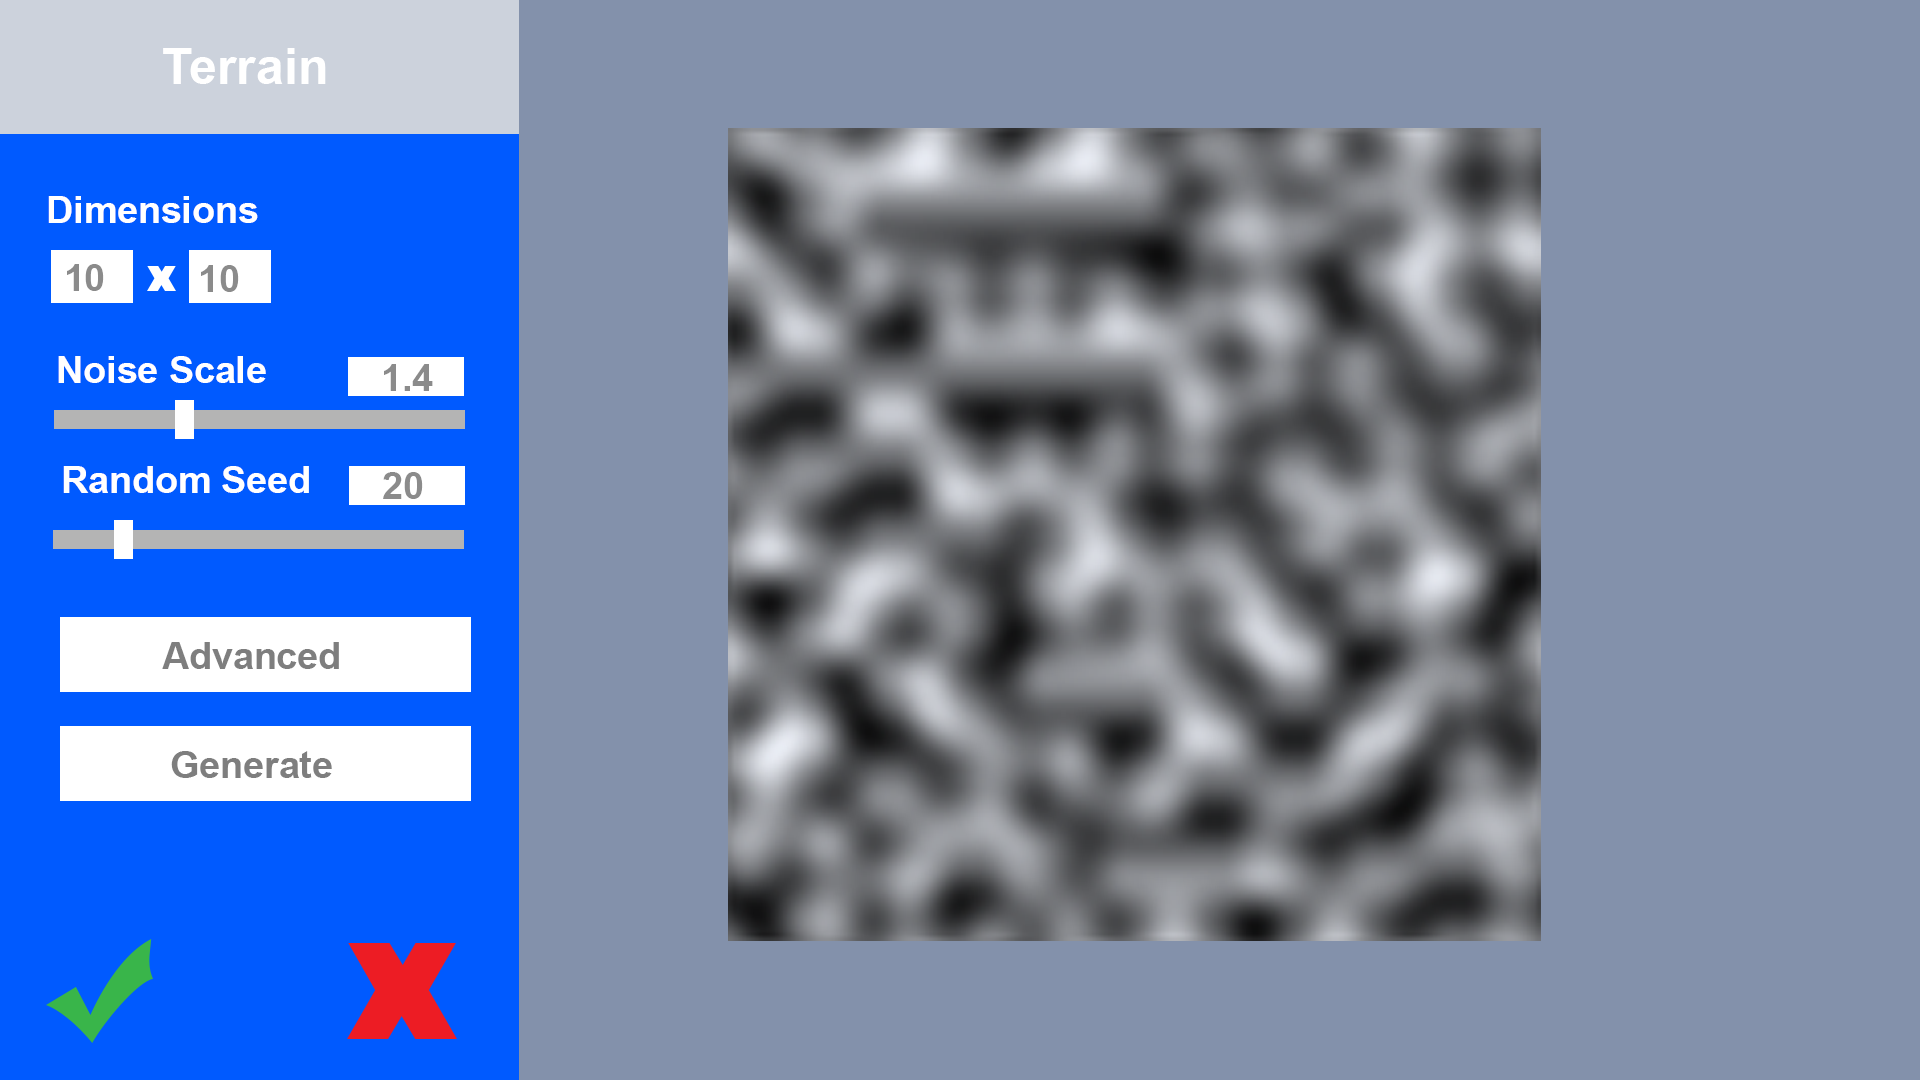 Terrain
Dimensions
10 x 10
Noise Scale 1.4
Random Seed 20
Advanced
Generate